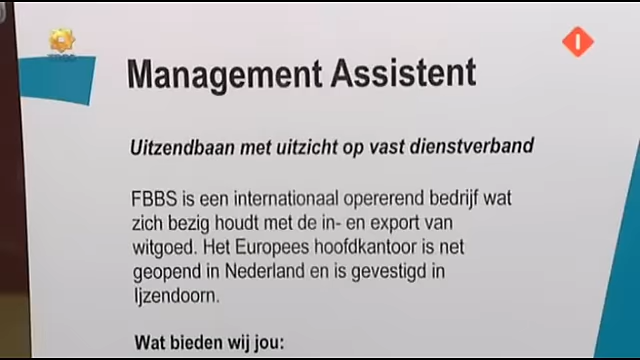 Management Assistent
Uitzendbaan met uitzicht op vast dienstverband
FBBS is een internationaal opererend bedrijf wat
zich bezig houdt met de in- en export van
witgoed. Het Europees hoofdkantoor is net
geopend in Nederland en is gevestigd in
Ijzendoorn.
Wat bieden wij jou: